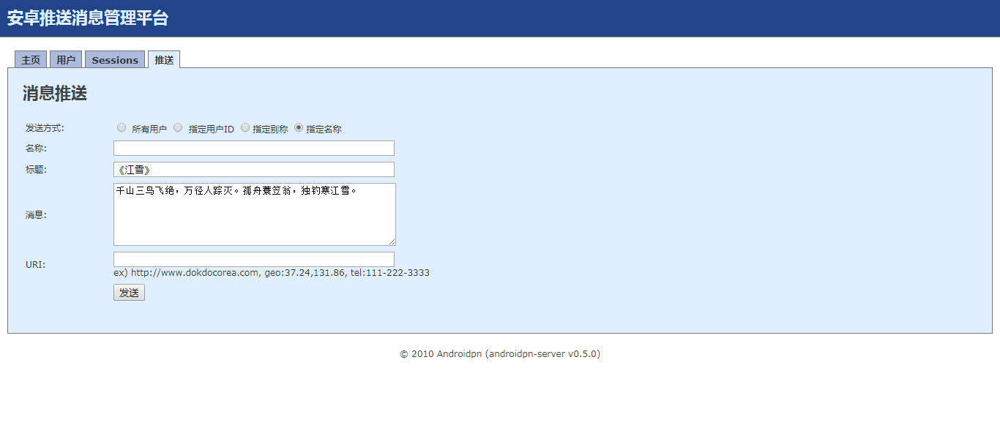 安卓推送消息管理平台
主页 用户 Sessions 推送
消息推送
发送方式: 所有用户 指定用户ID 指定别称 指定名称
名称:
标题: 《江雪》
消息: 千山三鸟飞绝，万径人踪灭。孤舟蓑笠翁，独钓寒江雪。
URI:
ex) http://www.dokdocorea.com, geo:37.24,131.86, tel:111-222-3333
发送
© 2010 Androidpn (androidpn-server v0.5.0)